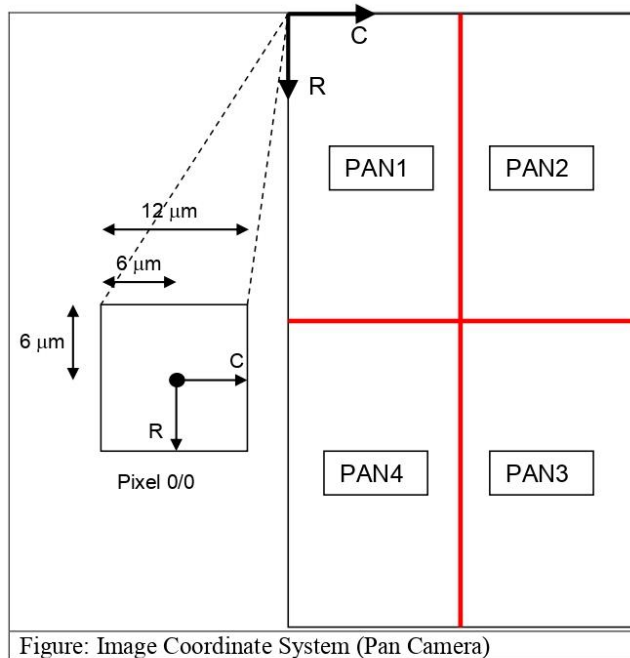 C
R
PAN1
PAN2
12 μm
6 μm
6 μm
C
R
Pixel 0/0
PAN4
PAN3
Figure: Image Coordinate System (Pan Camera)